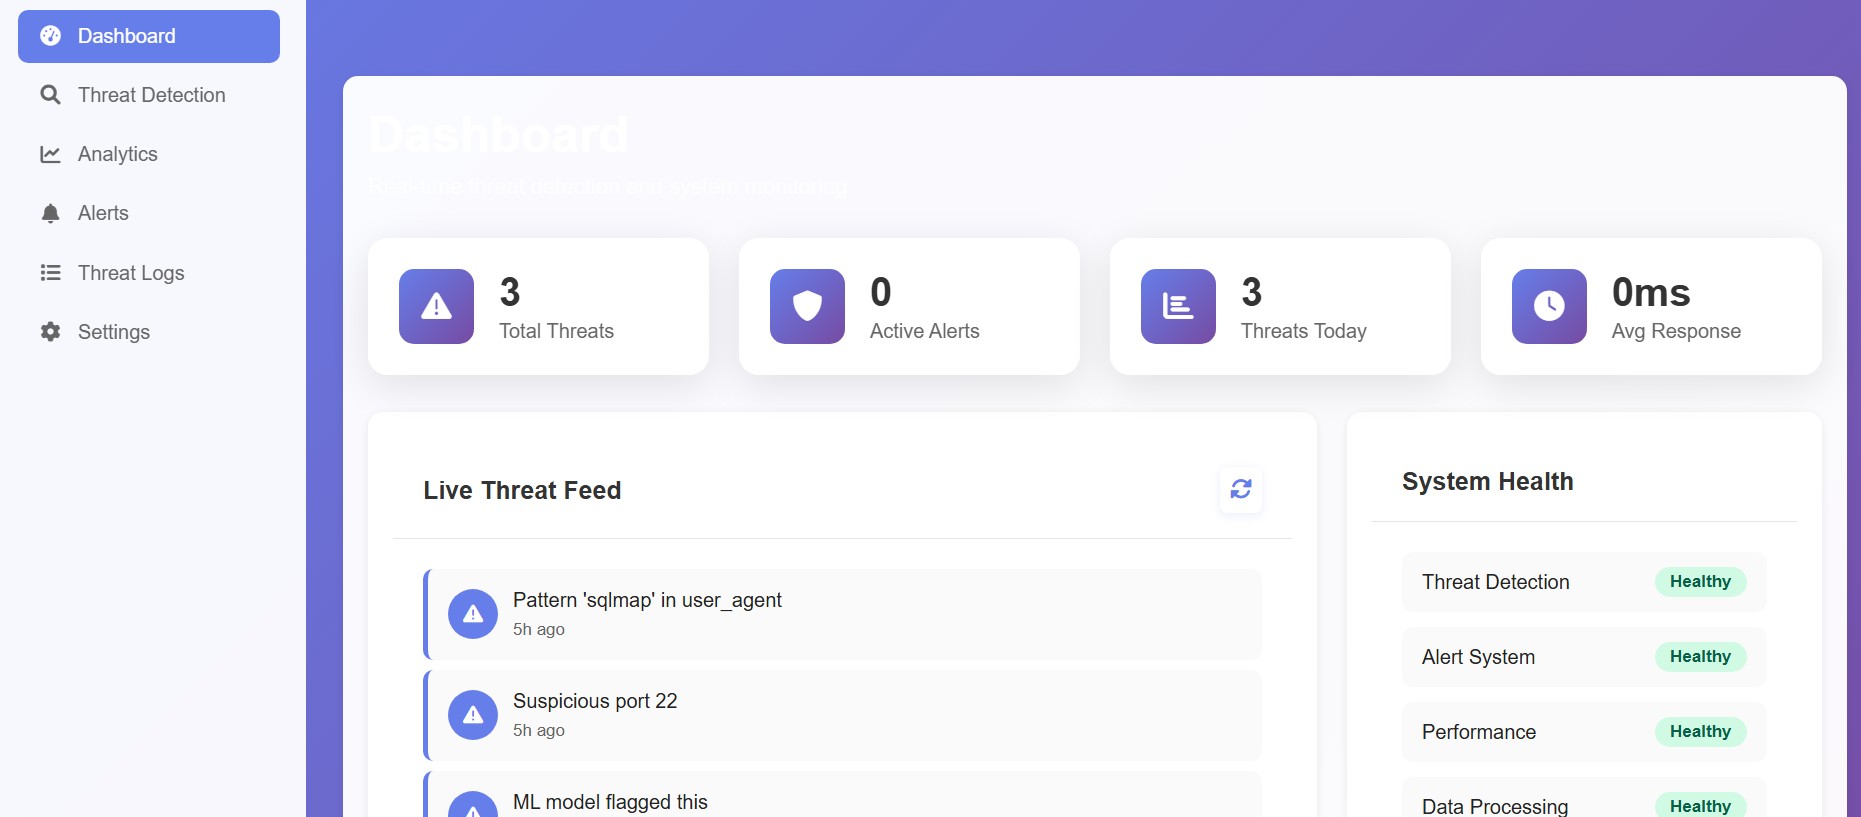 Dashboard
Threat Detection
Analytics
Alerts
Threat Logs
Settings
Dashboard
Real-time threat detection and system monitoring
3
Total Threats
0
Active Alerts
3
Threats Today
0ms
Avg Response
Live Threat Feed
Pattern 'sqlmap' in user_agent
5h ago
Suspicious port 22
5h ago
ML model flagged this
System Health
Threat Detection Healthy
Alert System Healthy
Performance Healthy
Data Processing Healthy